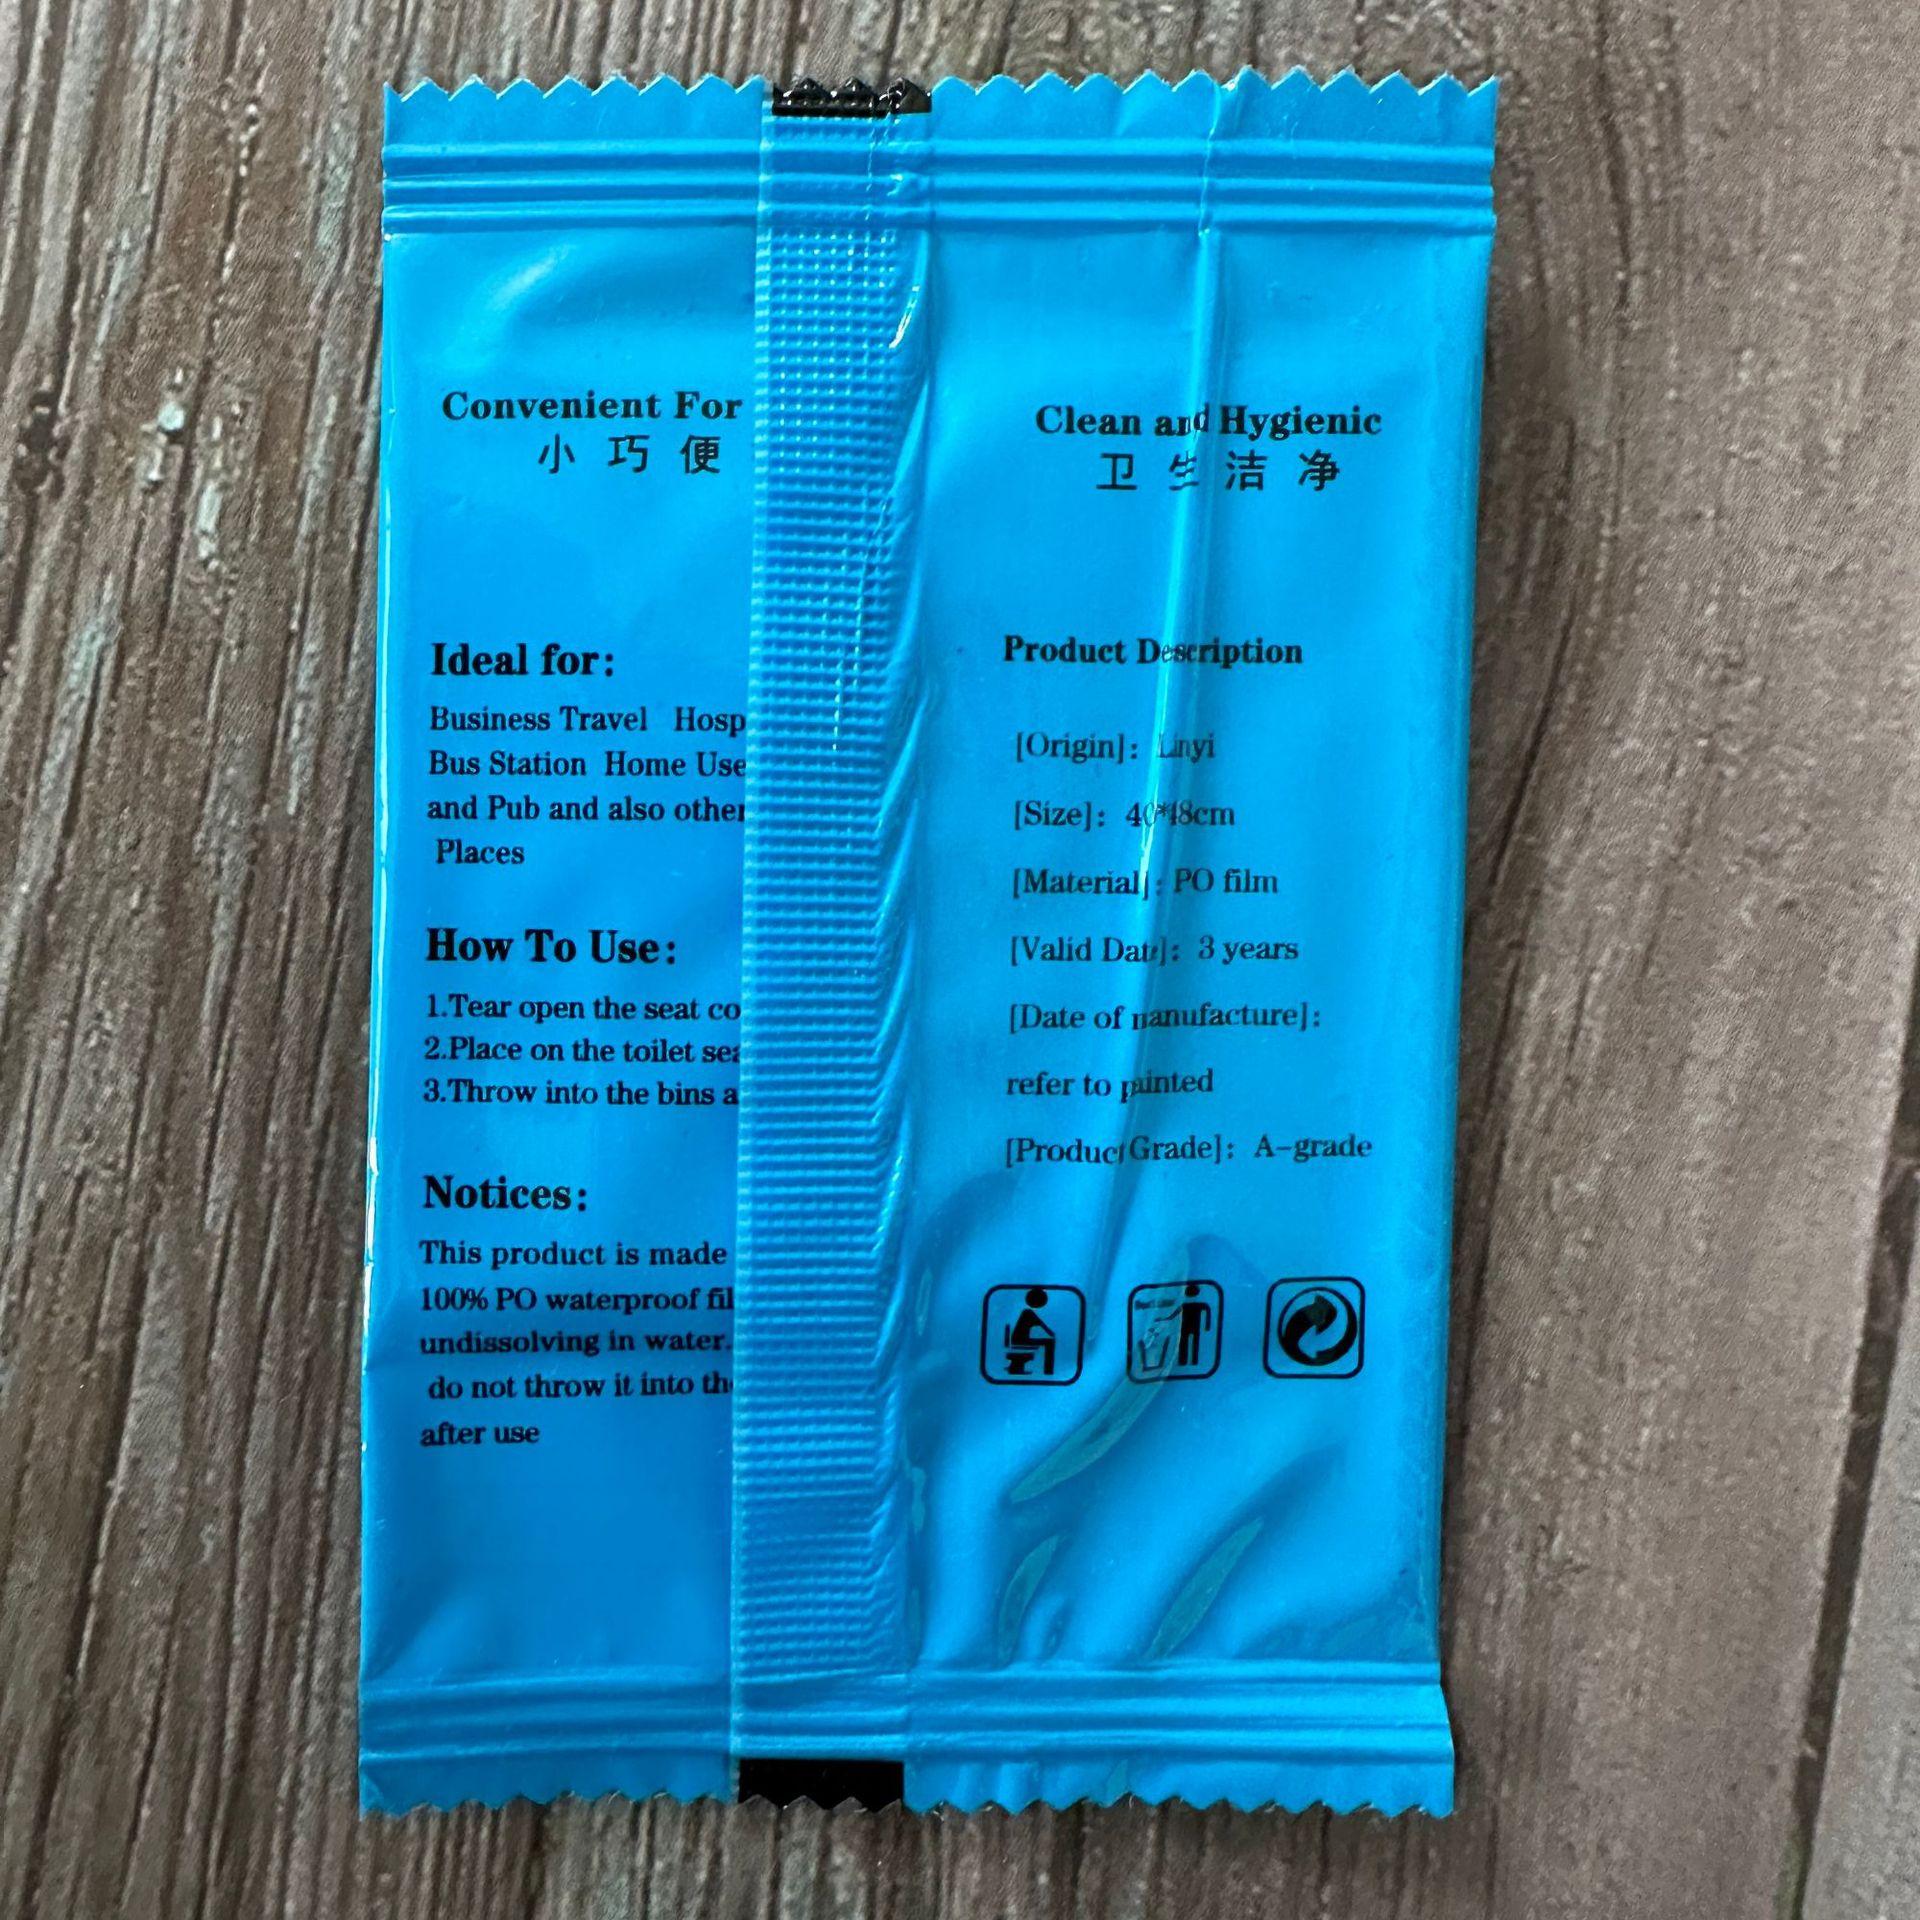 Convenient For
小巧便
Ideal for:
Business Travel Hosp
Bus Station Home Use
and Pub and also other
Places
How To Use:
1.Tear open the seat co
2.Place on the toilet sea
3.Throw into the bins a
Notices:
This product is made
100% PO waterproof fil
undissolving in water.
do not throw it into the
after use
Clean and Hygienic
卫生洁净
Product Description
[Origin]: Linyi
[Size]: 40*48cm
[Material]: PO film
[Valid Date]: 3 years
[Date of manufacture]:
refer to painted
[Product Grade]: A-grade